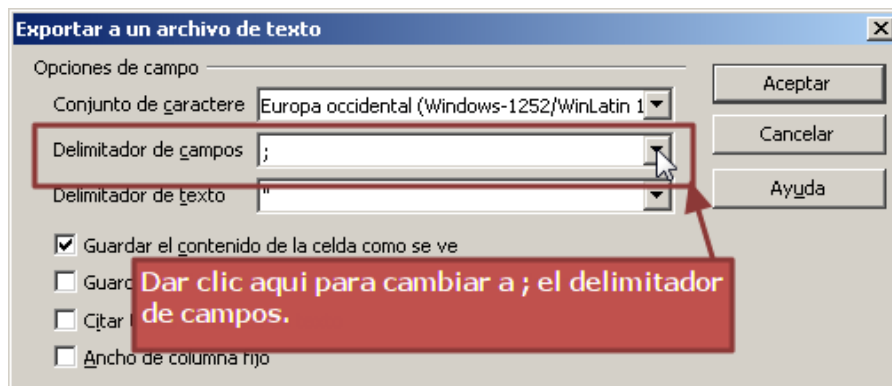 Exportar a un archivo de texto
Opciones de campo
Conjunto de caractere Europa occidental (Windows-1252/WinLatin 1
Delimitador de campos ;
Delimitador de texto "
Aceptar
Cancelar
Ayuda
Guardar el contenido de la celda como se ve
Guard
Citar
Ancho de columna fijo
Dar clic aqui para cambiar a ; el delimitador
de campos.